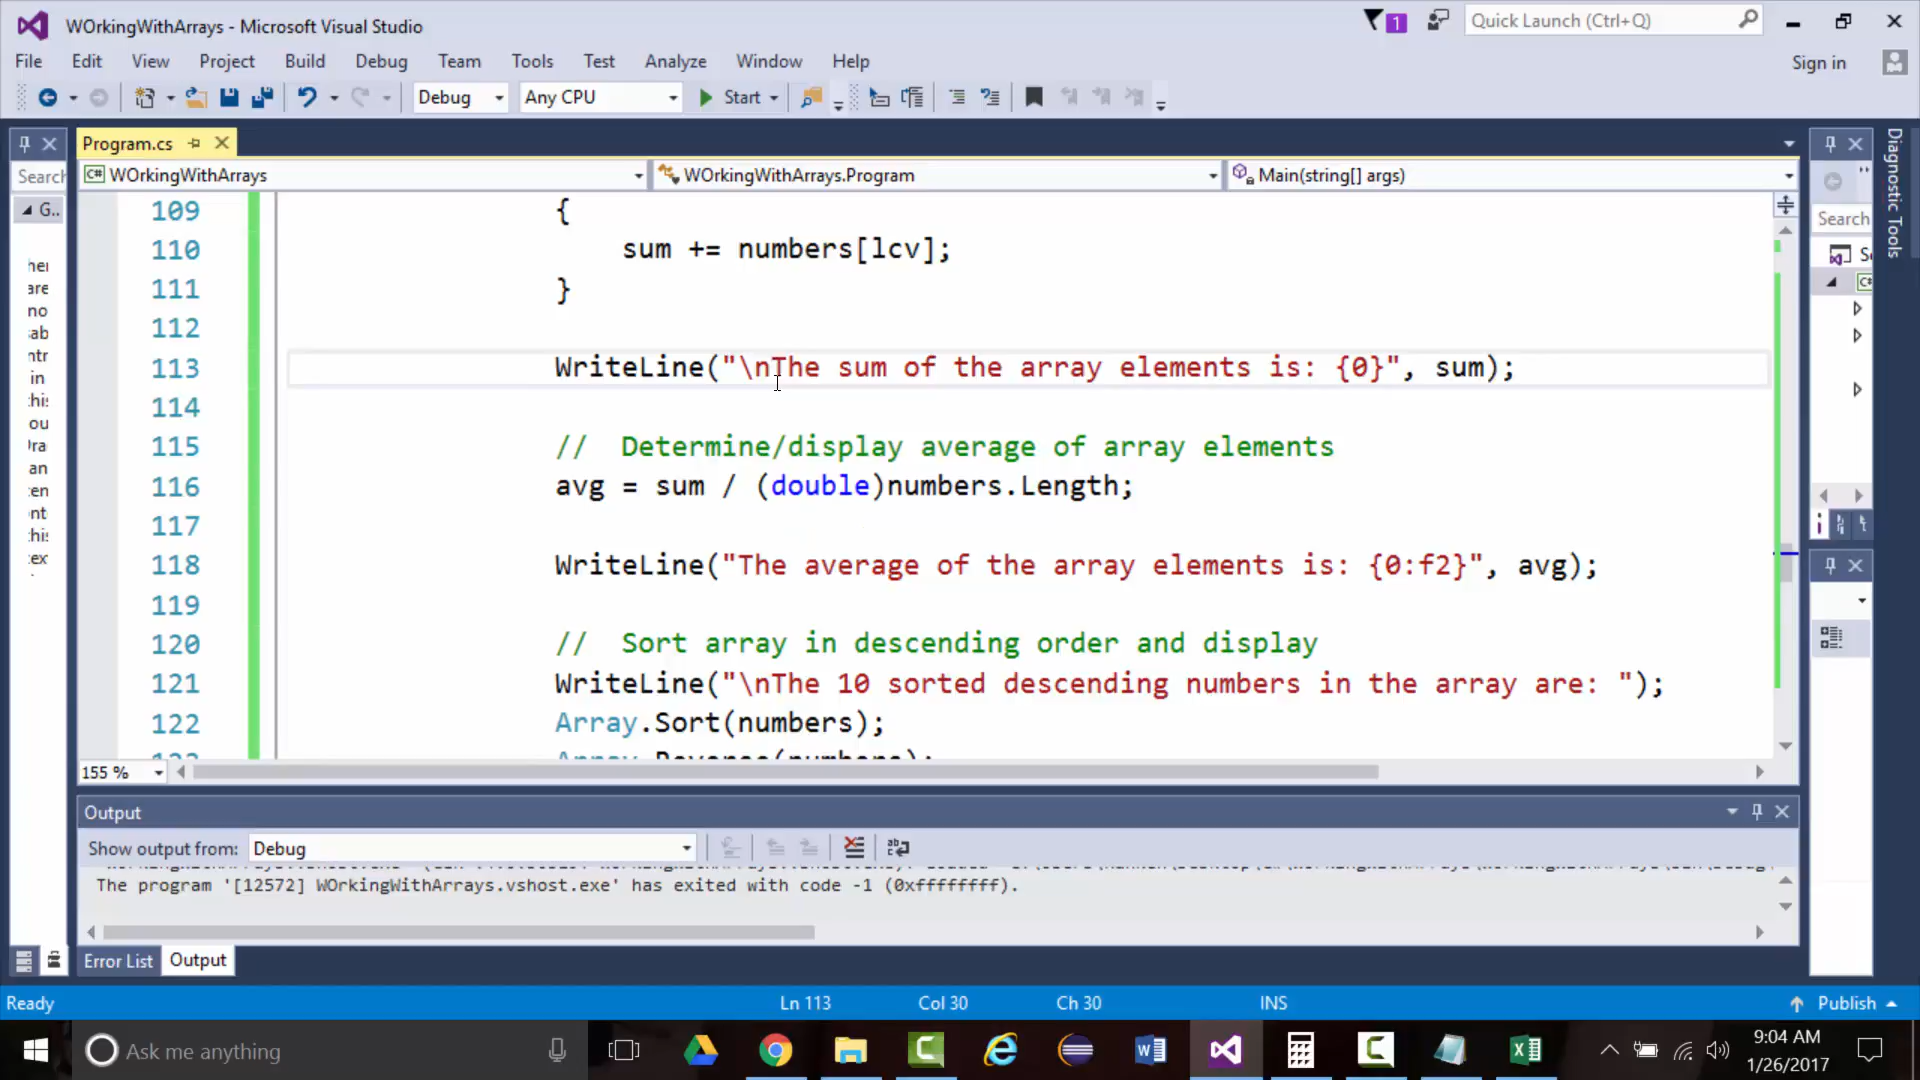 WOrkingWithArrays - Microsoft Visual Studio
1
Quick Launch (Ctrl+Q)
File Edit View Project Build Debug Team Tools Test Analyze Window Help
Sign in
Debug Any CPU Start
Program.cs
Search
WOrkingWithArrays WOrkingWithArrays.Program Main(string[] args)
Diagnostic Tools
G..
Search
109 {
110 sum += numbers[lcv];
111 }
112
113 WriteLine("\nThe sum of the array elements is: {0}", sum);
114
115 // Determine/display average of array elements
116 avg = sum / (double)numbers.Length;
117
118 WriteLine("The average of the array elements is: {0:f2}", avg);
119
120 // Sort array in descending order and display
121 WriteLine("\nThe 10 sorted descending numbers in the array are: ");
122 Array.Sort(numbers);
155 %
Output
Show output from: Debug
The program '[12572] WOrkingWithArrays.vshost.exe' has exited with code -1 (0xffffffff).
Error List Output
Ready Ln 113 Col 30 Ch 30 INS Publish
Ask me anything
9:04 AM
1/26/2017